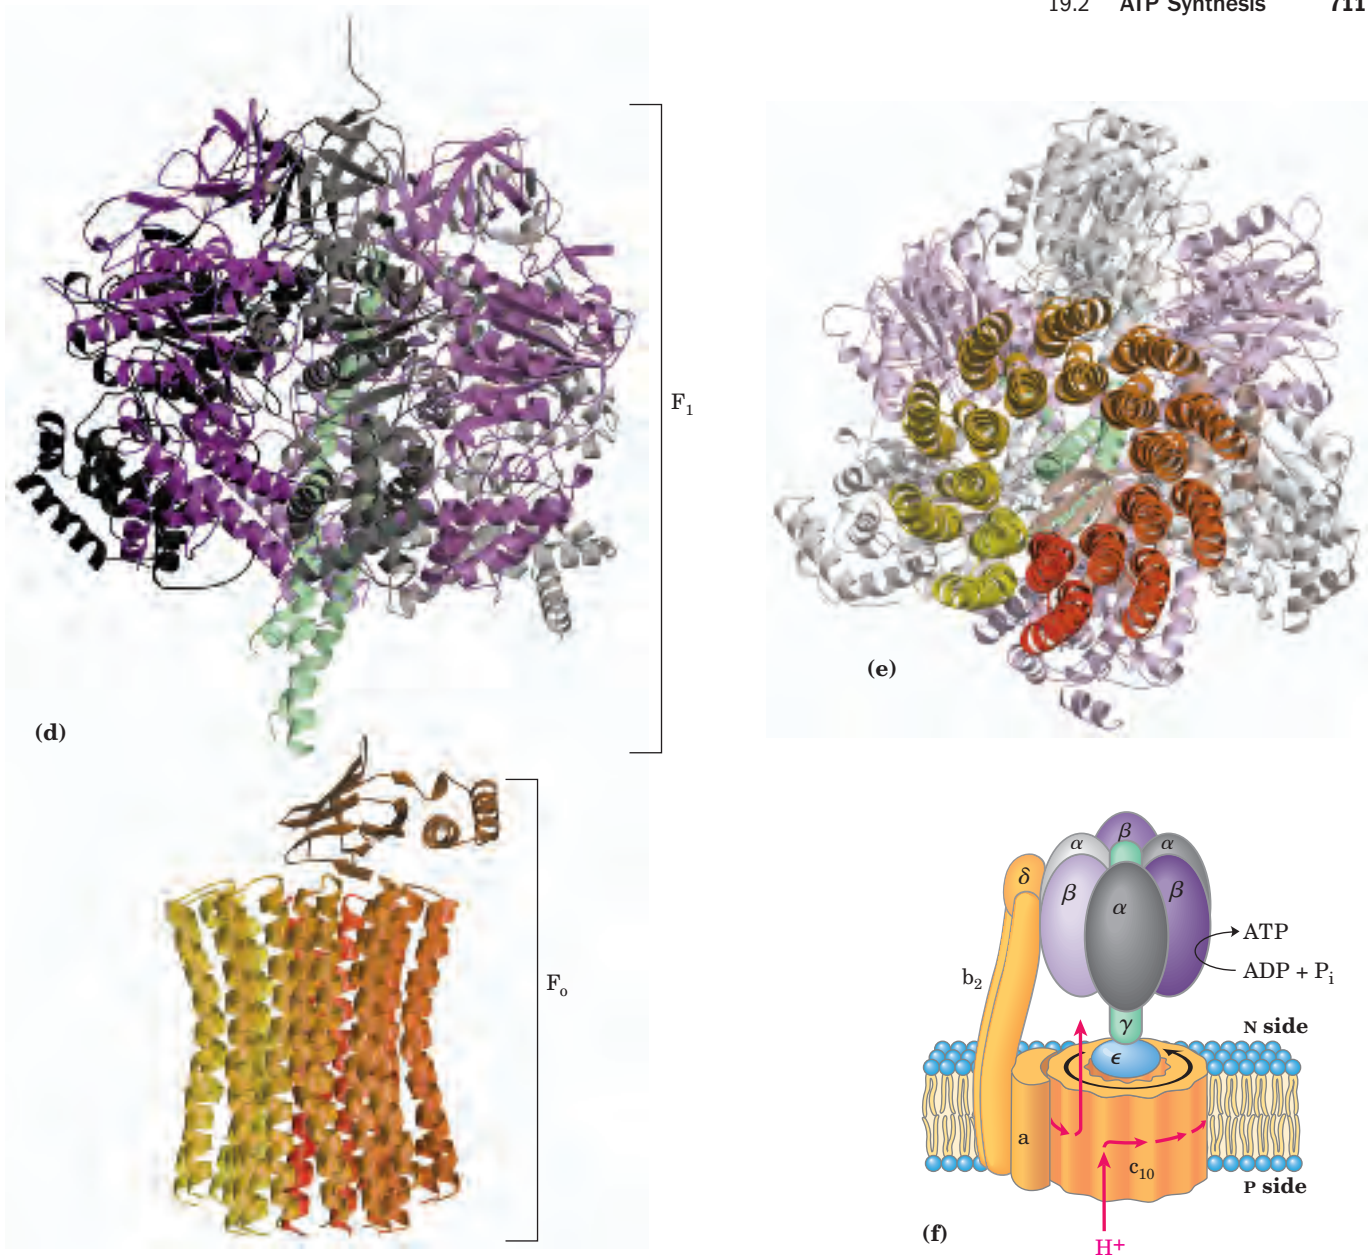 19.2 ATP Synthesis 711
F1
(d)
Fo
(e)
β
α α
δ
β β
α
ATP
ADP + Pi
b2
γ
N side
ϵ
a
c10
P side
(f)
H+